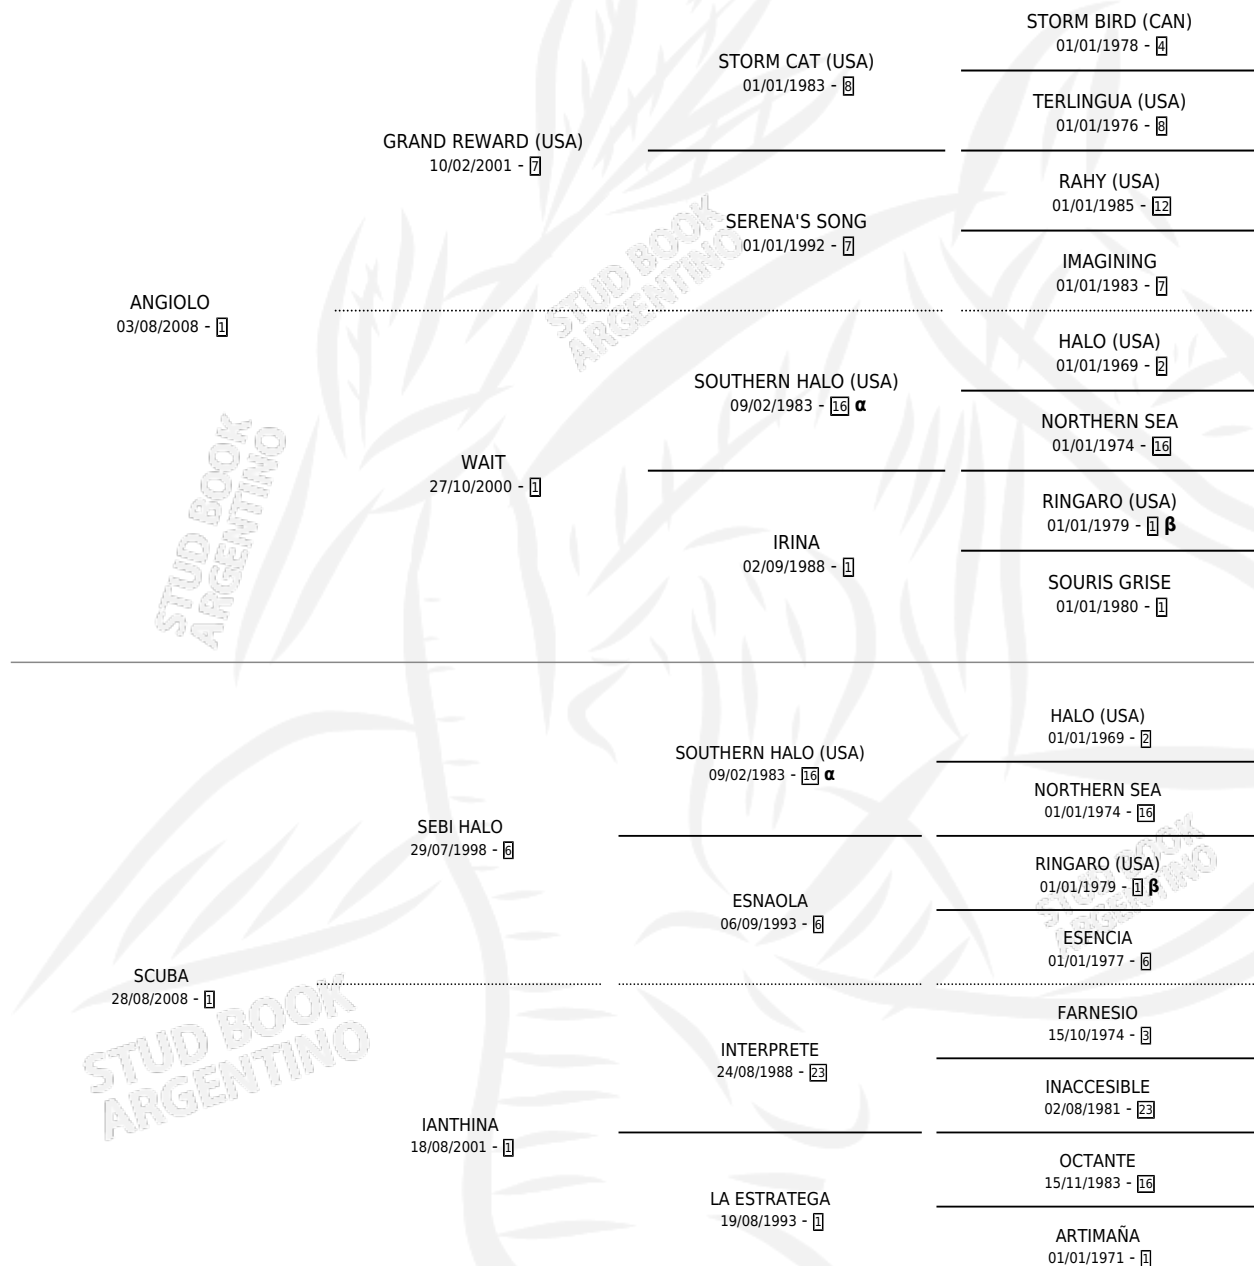 STORM BIRD (CAN)
01/01/1978 - 4
STORM CAT (USA)
01/01/1983 - 8
TERLINGUA (USA)
01/01/1976 - 8
GRAND REWARD (USA)
10/02/2001 - 7
RAHY (USA)
01/01/1985 - 12
SERENA'S SONG
01/01/1992 - 7
IMAGINING
01/01/1983 - 7
ANGIOLO
03/08/2008 - 1
HALO (USA)
01/01/1969 - 2
SOUTHERN HALO (USA)
09/02/1983 - 16 α
NORTHERN SEA
01/01/1974 - 16
WAIT
27/10/2000 - 1
RINGARO (USA)
01/01/1979 - 1 β
IRINA
02/09/1988 - 1
SOURIS GRISE
01/01/1980 - 1
STUD BOOK
ARGENTINO
STUD BOOK
ARGENTINO
HALO (USA)
01/01/1969 - 2
SOUTHERN HALO (USA)
09/02/1983 - 16 α
NORTHERN SEA
01/01/1974 - 16
SEBI HALO
29/07/1998 - 6
RINGARO (USA)
01/01/1979 - 1 β
ESNAOLA
06/09/1993 - 6
ESENCIA
01/01/1977 - 6
SCUBA
28/08/2008 - 1
FARNESIO
15/10/1974 - 3
INTERPRETE
24/08/1988 - 23
INACCESIBLE
02/08/1981 - 23
IANTHINA
18/08/2001 - 1
OCTANTE
15/11/1983 - 16
LA ESTRATEGA
19/08/1993 - 1
ARTIMAÑA
01/01/1971 - 1
STUD BOOK
ARGENTINO
STUD BOOK
ARGENTINO